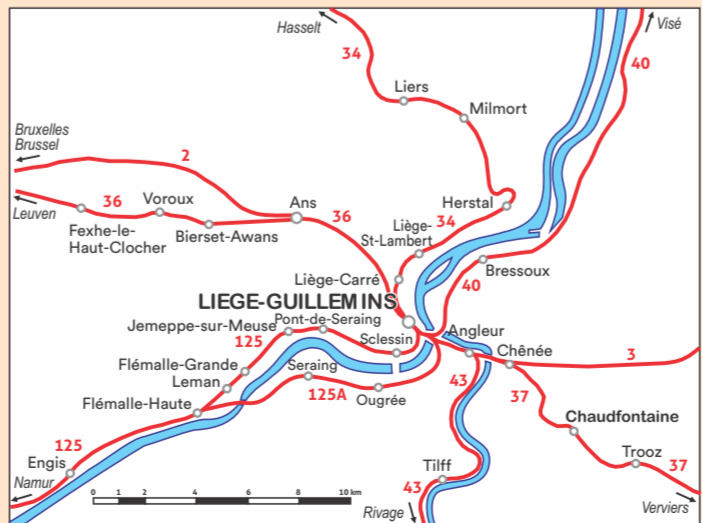 Hasselt
Visé
34
40
Liers
Milmort
Bruxelles
Brussel
2
Leuven
36
Voroux
Ans
36
Herstal
34
Liège-
St-Lambert
Fexhe-le-
Haut-Clocher
Bierset-Awans
Bressoux
40
Liège-Carré
LIEGE-GUILLEMINS
Jemeppe-sur-Meuse
Pont-de-Seraing
Angleur
125
Sclessin
Chênée
3
Flémalle-Grande
Leman
Seraing
43
37
Flémalle-Haute
125A
Ougrée
Chaudfontaine
125
Engis
Trooz
37
Tilff
Namur
0 1 2 4 6 8 10 km
43
Rivage
Verviers